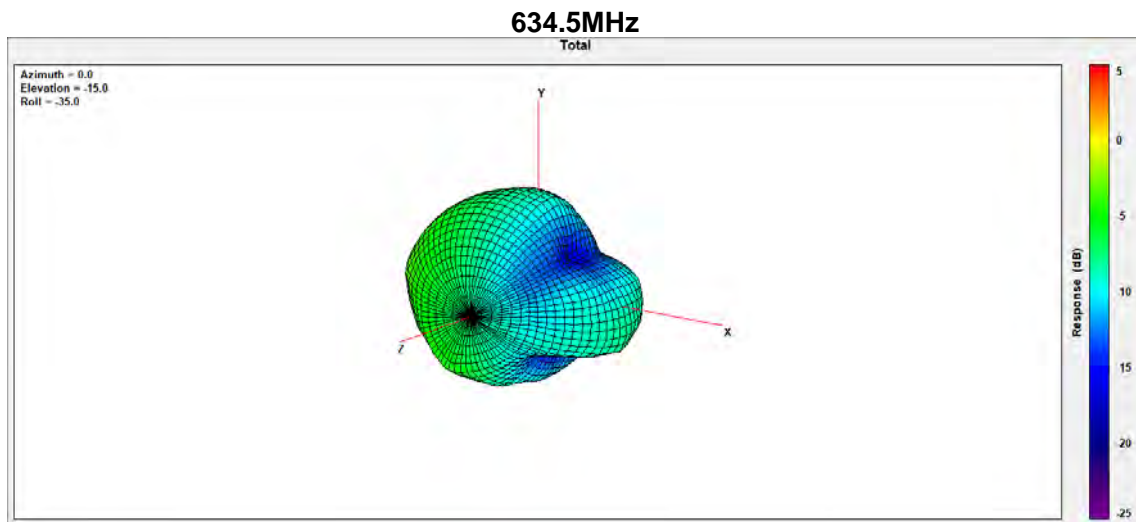 634.5MHz
Total
Azimuth = 0.0
Elevation = -15.0
Roll = -35.0
Y
X
Z
5
0
-5
-10
-15
-20
-25
Response (dB)